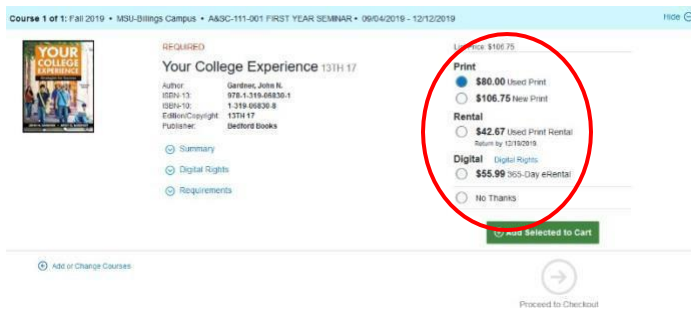 Course 1 of 1: Fall 2019 • MSU-Billings Campus • A&SC-111-001 FIRST YEAR SEMINAR • 09/04/2019 - 12/12/2019
Hide
YOUR
COLLEGE
EXPERIENCE
REQUIRED
Your College Experience 13TH 17
Author: Gardner, John N.
ISBN-13: 978-1-319-06830-1
ISBN-10: 1-319-06830-8
Edition/Copyright: 13TH 17
Publisher: Bedford Books
Summary
Digital Rights
Requirements
List Price: $106.75
Print
$80.00 Used Print
$106.75 New Print
Rental
$42.67 Used Print Rental
Return by 12/18/2019
Digital Digital Rights
$55.99 365-Day eRental
No Thanks
Add Selected to Cart
Add or Change Courses
Proceed to Checkout